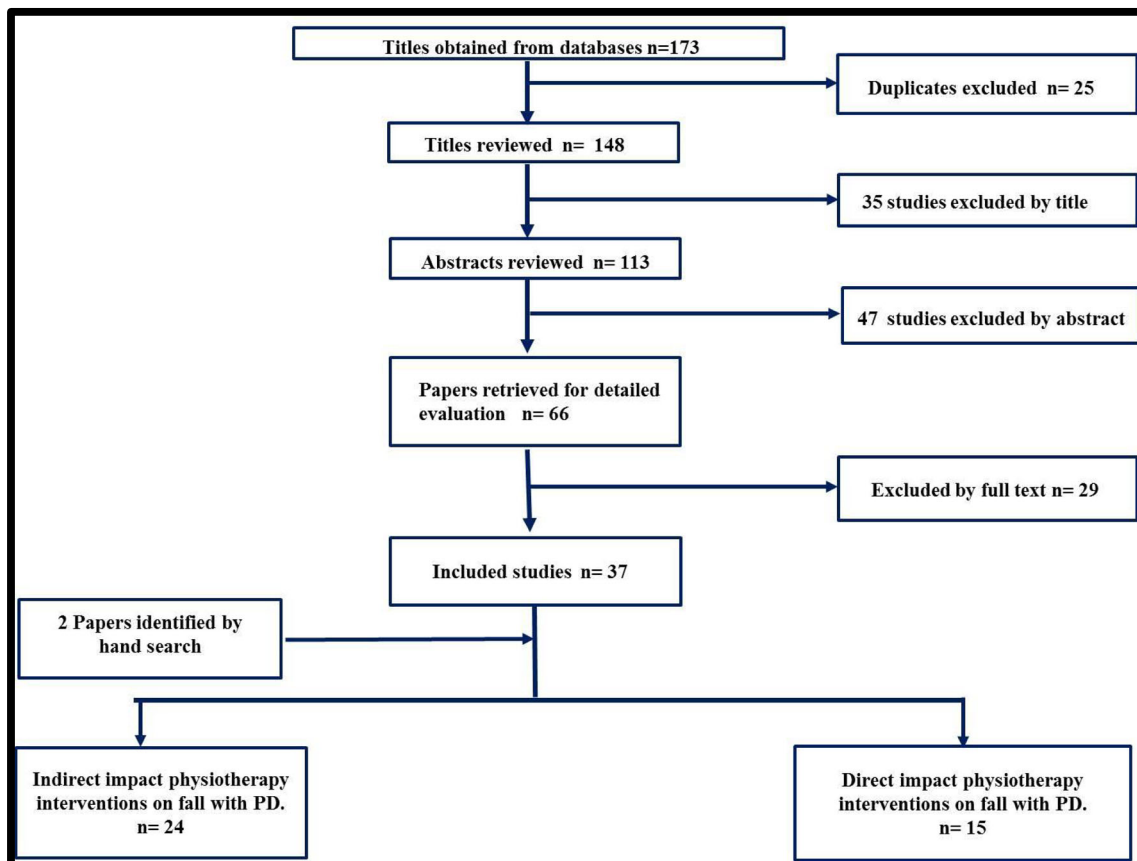 Titles obtained from databases n=173
Duplicates excluded n= 25
Titles reviewed n= 148
35 studies excluded by title
Abstracts reviewed n= 113
47 studies excluded by abstract
Papers retrieved for detailed
evaluation n= 66
Excluded by full text n= 29
Included studies n= 37
2 Papers identified by
hand search
Indirect impact physiotherapy
interventions on fall with PD.
n= 24
Direct impact physiotherapy
interventions on fall with PD.
n= 15